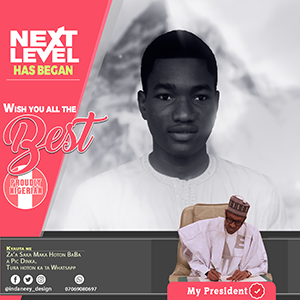 NEXT
LEVEL
HAS BEGAN
WISH YOU ALL THE
Best
PROUDLY
NIGERIAN
1
KYAUTA NE
ZA'A SAKA MAKA HOTON BABA
A PIC DINKA,
TURA HOTON KA TA WHATSAPP
@indaneey_design
07069080697
My President